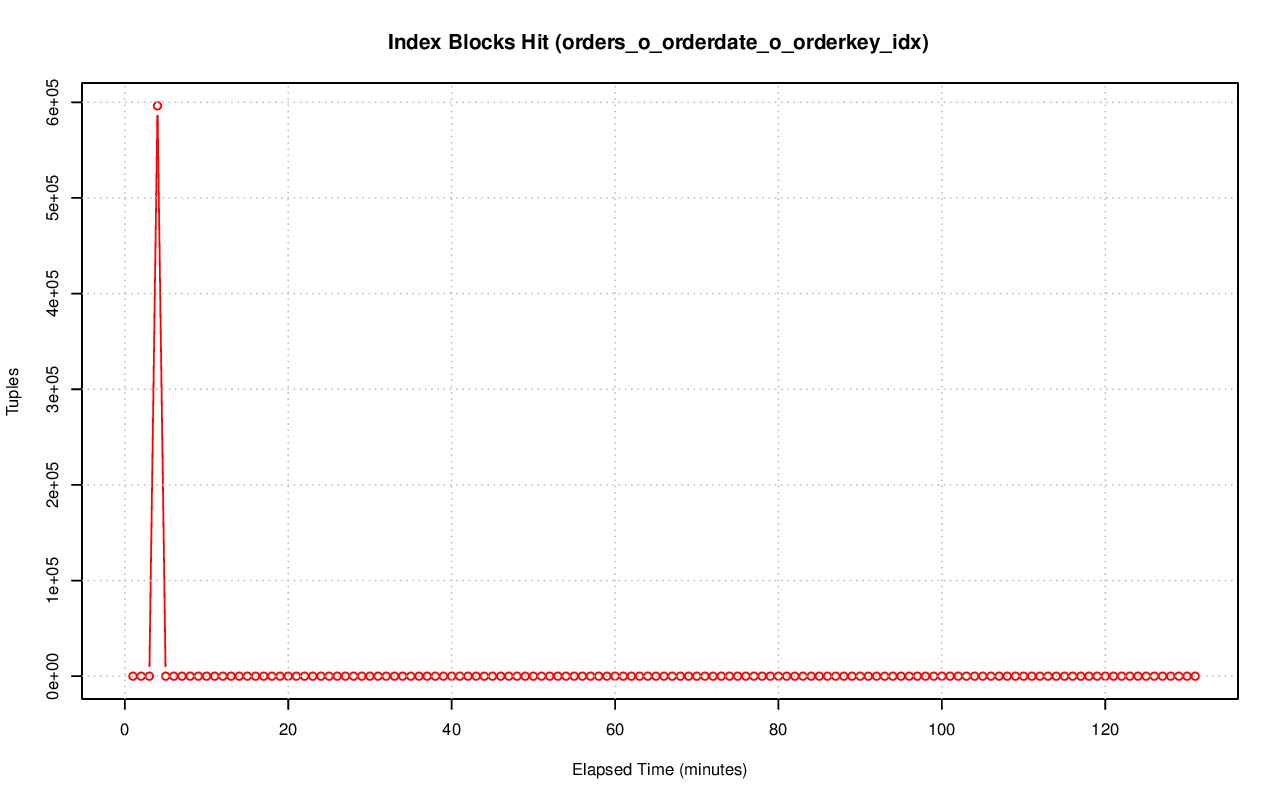 Index Blocks Hit (orders_o_orderdate_o_orderkey_idx)
6e+05
5e+05
4e+05
3e+05
2e+05
1e+05
0e+00
Tuples
0 20 40 60 80 100 120
Elapsed Time (minutes)